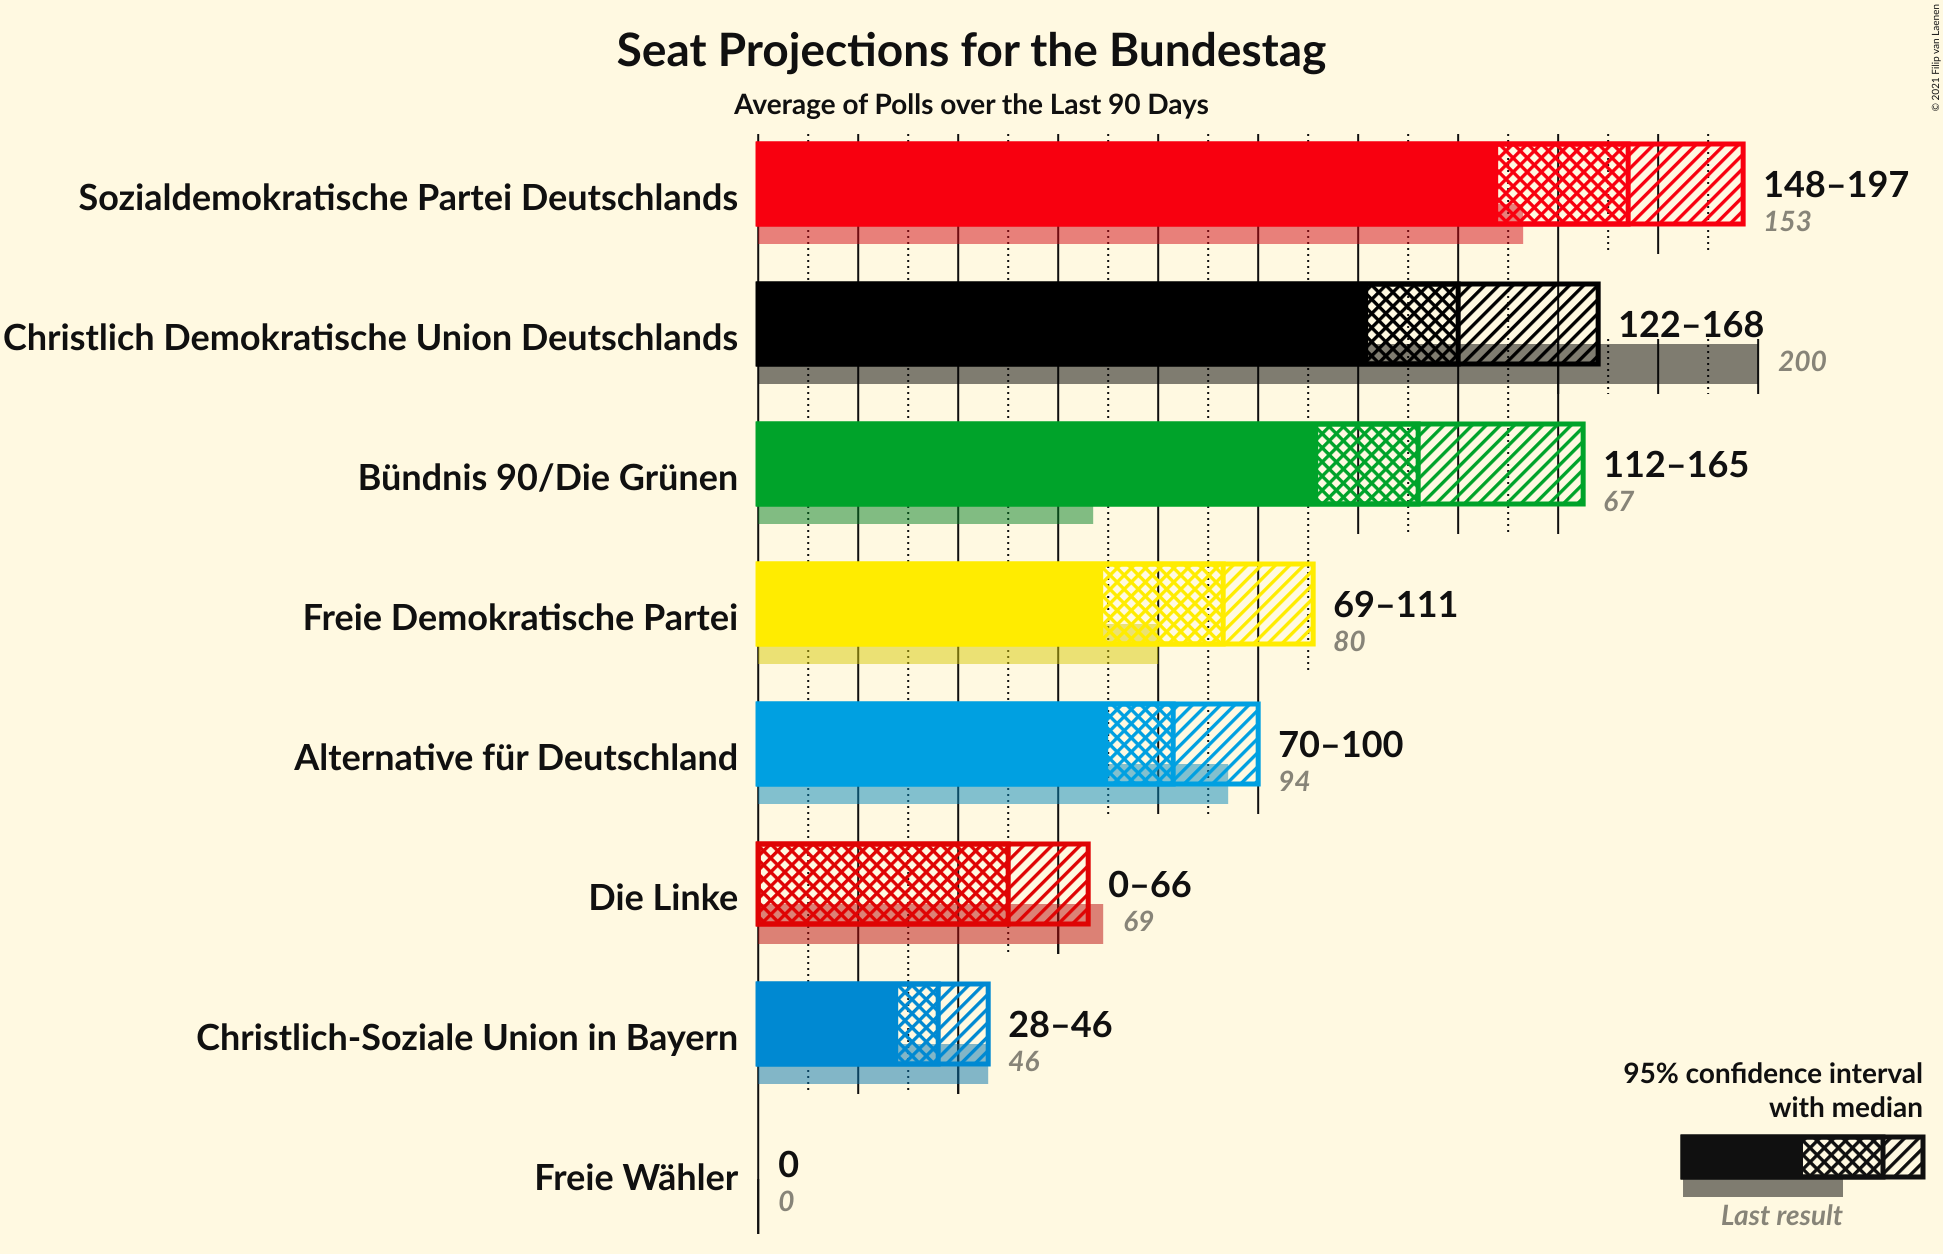 Seat Projections for the Bundestag
Average of Polls over the Last 90 Days
© 2021 Filip van Laenen
Sozialdemokratische Partei Deutschlands
148–197
153
Christlich Demokratische Union Deutschlands
122–168
200
Bündnis 90/Die Grünen
112–165
67
Freie Demokratische Partei
69–111
80
Alternative für Deutschland
70–100
94
Die Linke
0–66
69
Christlich-Soziale Union in Bayern
28–46
46
Freie Wähler
0
0
95% confidence interval
with median
Last result